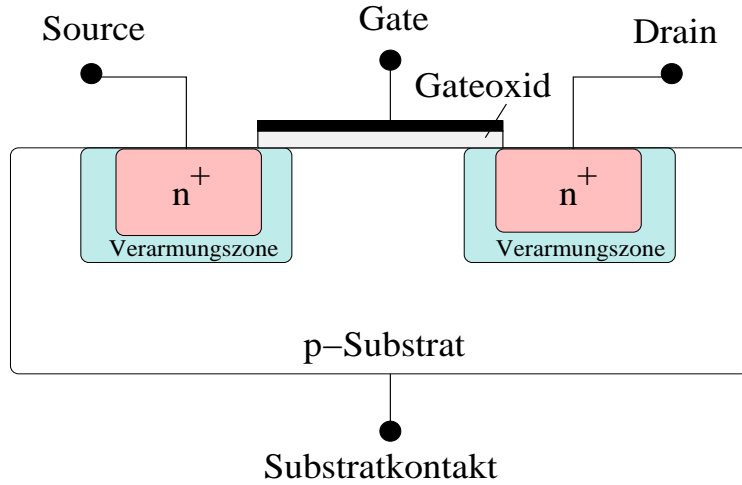 Source
Gate
Drain
Gateoxid
n+
n+
Verarmungszone
Verarmungszone
p−Substrat
Substratkontakt